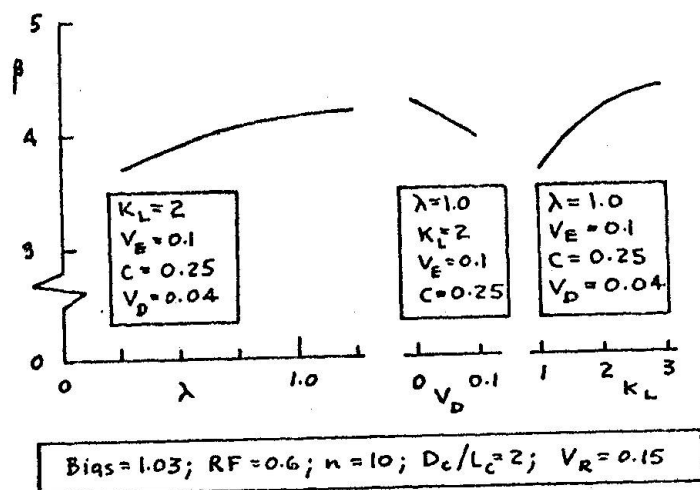 5
β
4
3
0
K_L = 2
V_E = 0.1
C = 0.25
V_D = 0.04
λ = 1.0
K_L = 2
V_E = 0.1
C = 0.25
λ = 1.0
V_E = 0.1
C = 0.25
V_D = 0.04
0 λ 1.0
0 V_D 0.1
1 2 K_L 3
Bias = 1.03; RF = 0.6; n = 10; D_c/L_c = 2; V_R = 0.15